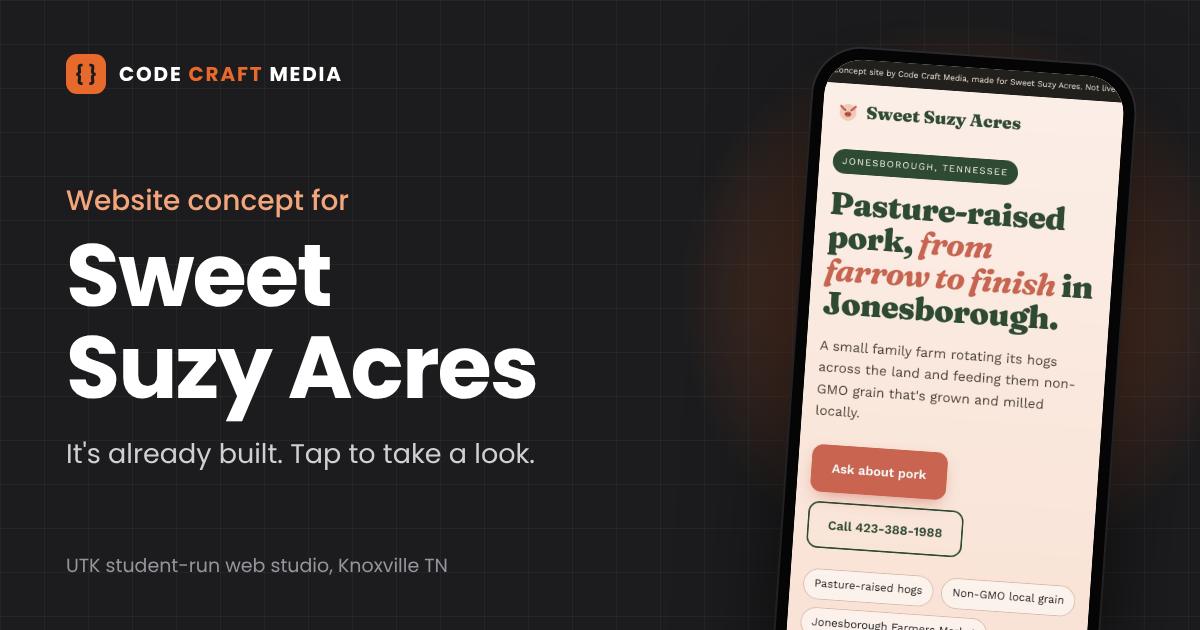 { } CODE CRAFT MEDIA
Website concept for
Sweet
Suzy Acres
It's already built. Tap to take a look.
UTK student-run web studio, Knoxville TN
concept site by Code Craft Media, made for Sweet Suzy Acres. Not live
Sweet Suzy Acres
JONESBOROUGH, TENNESSEE
Pasture-raised
pork, from
farrow to finish in
Jonesborough.
A small family farm rotating its hogs
across the land and feeding them non-
GMO grain that's grown and milled
locally.
Ask about pork
Call 423-388-1988
Pasture-raised hogs
Non-GMO local grain
Jonesborough Farmers